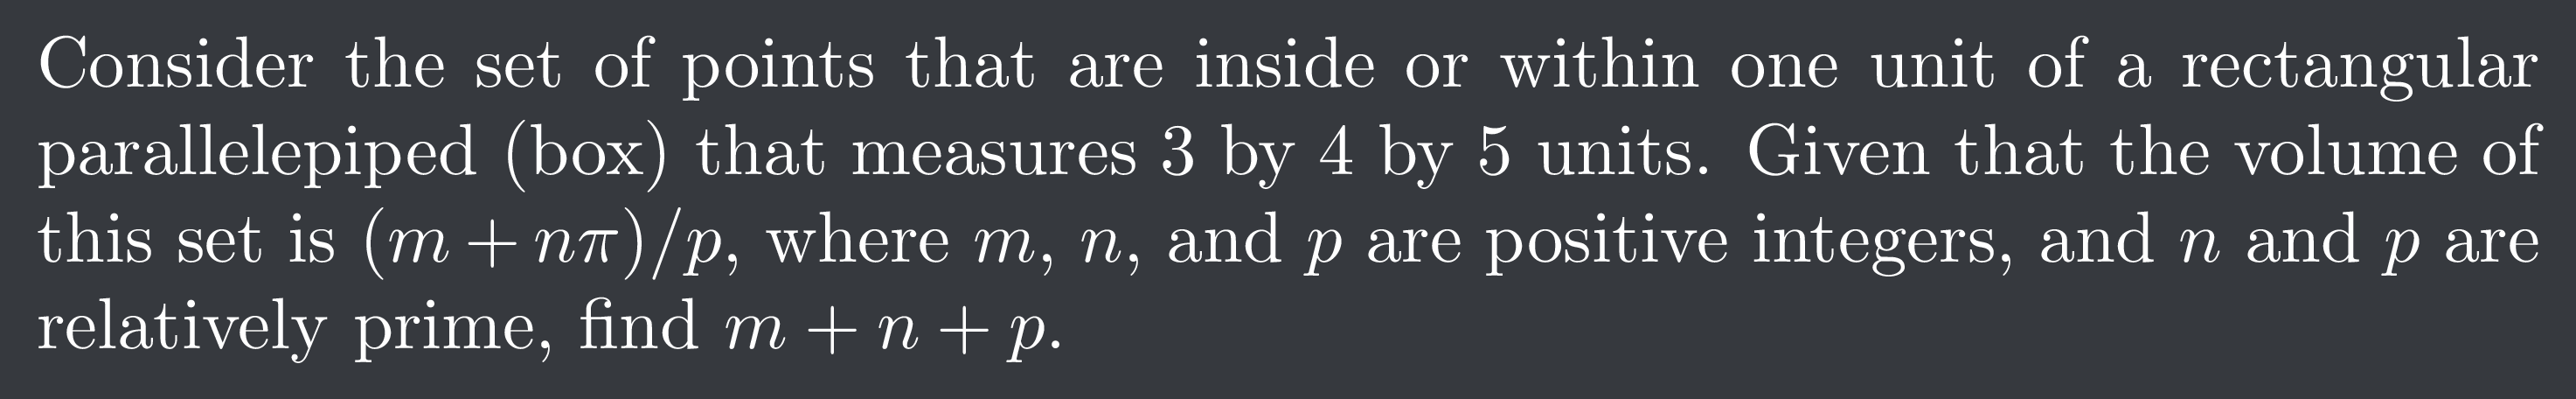 Consider the set of points that are inside or within one unit of a rectangular
parallelepiped (box) that measures 3 by 4 by 5 units. Given that the volume of
this set is (m + nπ)/p, where m, n, and p are positive integers, and n and p are
relatively prime, find m + n + p.